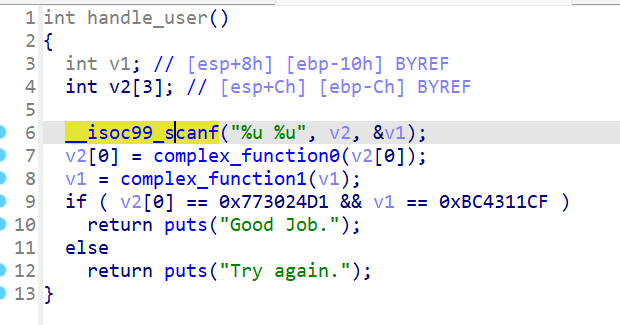 1 int handle_user()
2 {
3   int v1; // [esp+8h] [ebp-10h] BYREF
4   int v2[3]; // [esp+Ch] [ebp-Ch] BYREF
5
6   __isoc99_scanf("%u %u", v2, &v1);
7   v2[0] = complex_function0(v2[0]);
8   v1 = complex_function1(v1);
9   if ( v2[0] == 0x773024D1 && v1 == 0xBC4311CF )
10     return puts("Good Job.");
11   else
12     return puts("Try again.");
13 }